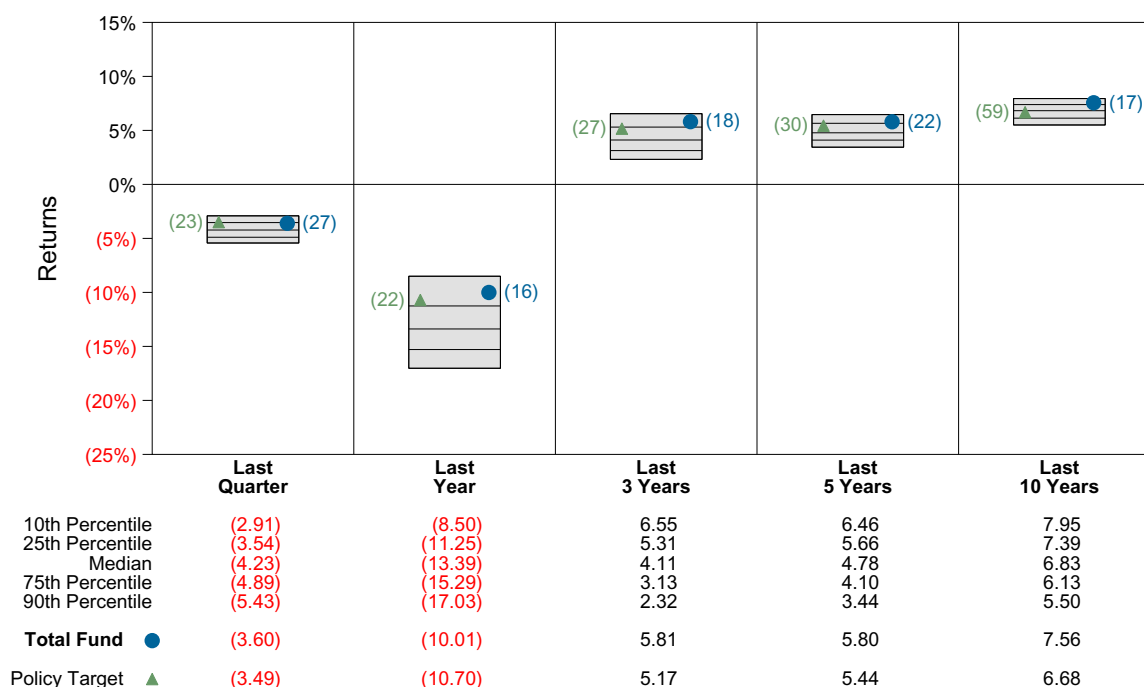 15%
10%
5%
0%
(5%)
(10%)
(15%)
(20%)
(25%)
Returns
(23) (27)
(22) (16)
(27) (18)
(30) (22)
(59) (17)
Last Quarter Last Year Last 3 Years Last 5 Years Last 10 Years
10th Percentile (2.91) (8.50) 6.55 6.46 7.95
25th Percentile (3.54) (11.25) 5.31 5.66 7.39
Median (4.23) (13.39) 4.11 4.78 6.83
75th Percentile (4.89) (15.29) 3.13 4.10 6.13
90th Percentile (5.43) (17.03) 2.32 3.44 5.50
Total Fund (3.60) (10.01) 5.81 5.80 7.56
Policy Target (3.49) (10.70) 5.17 5.44 6.68